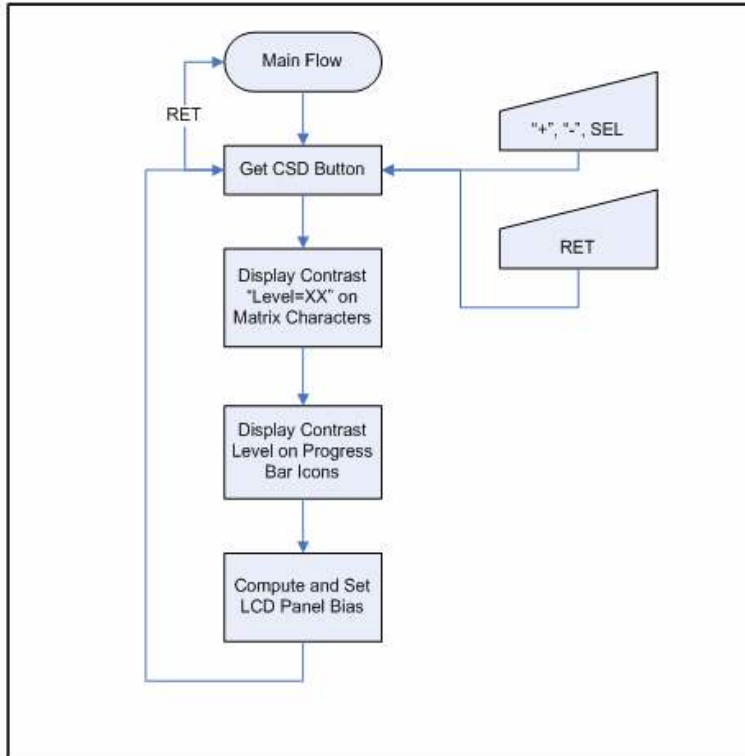 Main Flow
RET
"+", "-", SEL
Get CSD Button
RET
Display Contrast
"Level=XX" on
Matrix Characters
Display Contrast
Level on Progress
Bar Icons
Compute and Set
LCD Panel Bias